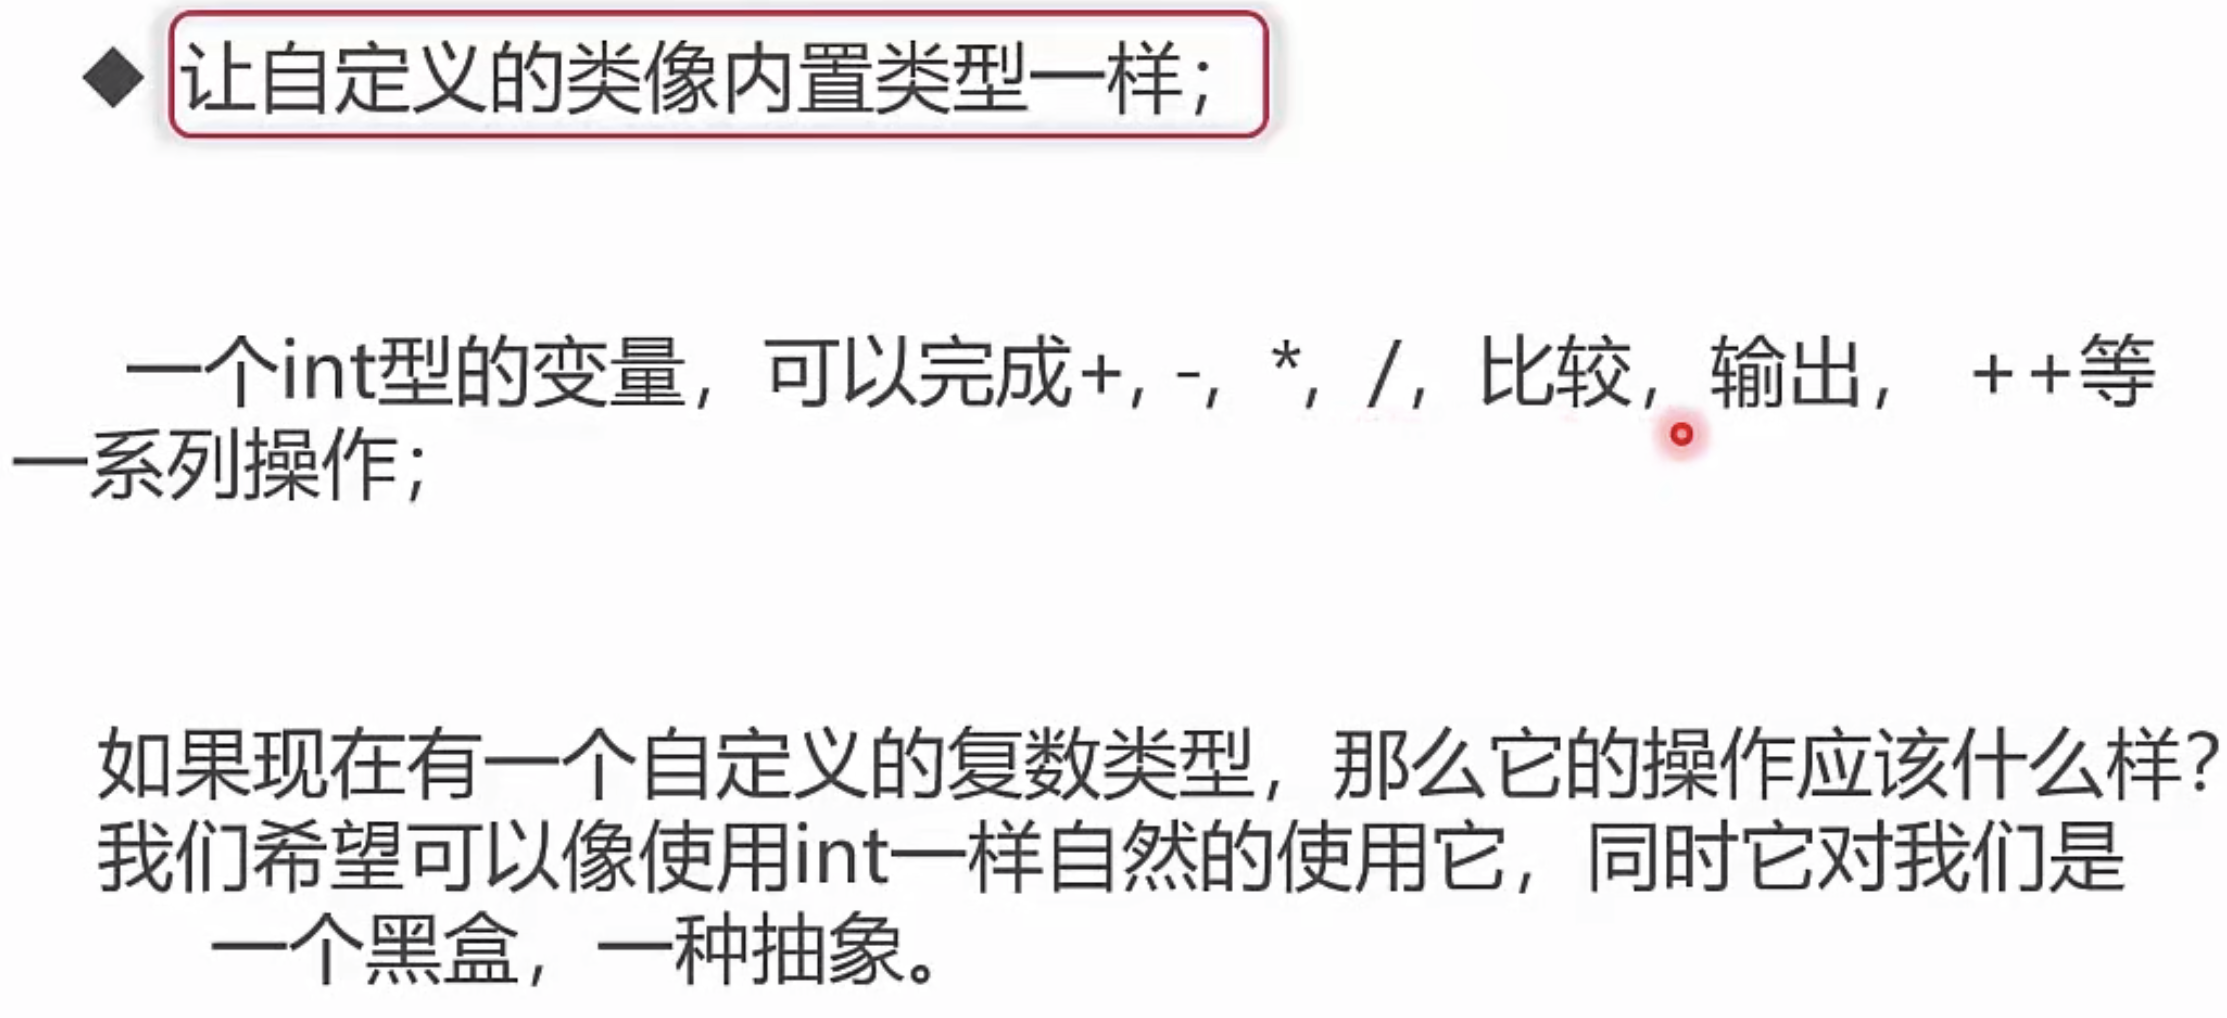 ◆ 让自定义的类像内置类型一样；
一个int型的变量，可以完成+, -, *, /，比较，输出， ++等
一系列操作；
如果现在有一个自定义的复数类型，那么它的操作应该什么样？
我们希望可以像使用int一样自然的使用它，同时它对我们是
一个黑盒，一种抽象。